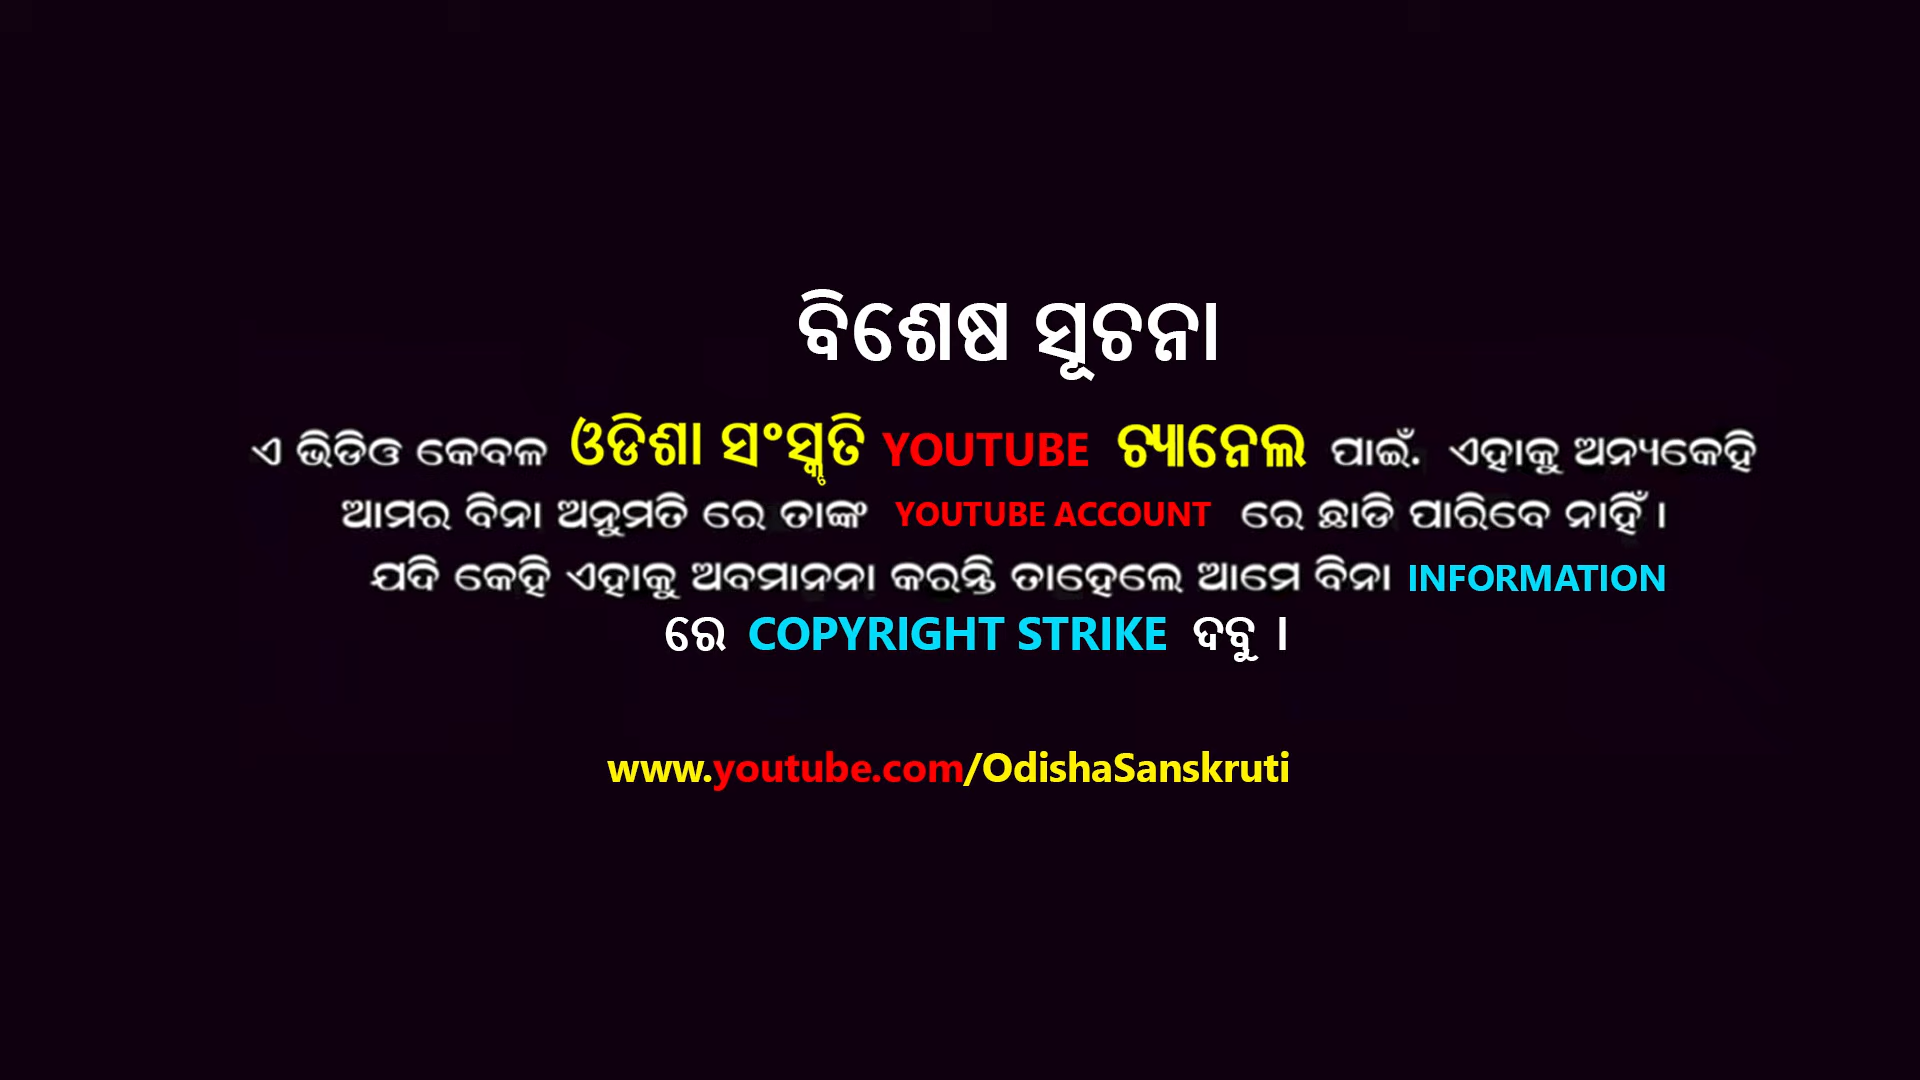 ବିଶେଷ ସୂଚନା
ଏ ଭିଡିଓ କେବଳ ଓଡିଶା ସଂସ୍କୃତି YOUTUBE ଚ୍ୟାନେଲ ପାଇଁ. ଏହାକୁ ଅନ୍ୟକେହି
ଆମର ବିନା ଅନୁମତି ରେ ତାଙ୍କ YOUTUBE ACCOUNT ରେ ଛାଡି ପାରିବେ ନାହିଁ ।
ଯଦି କେହି ଏହାକୁ ଅବମାନନା କରନ୍ତି ତାହେଲେ ଆମେ ବିନା INFORMATION
ରେ COPYRIGHT STRIKE ଦବୁ ।
www.youtube.com/OdishaSanskruti